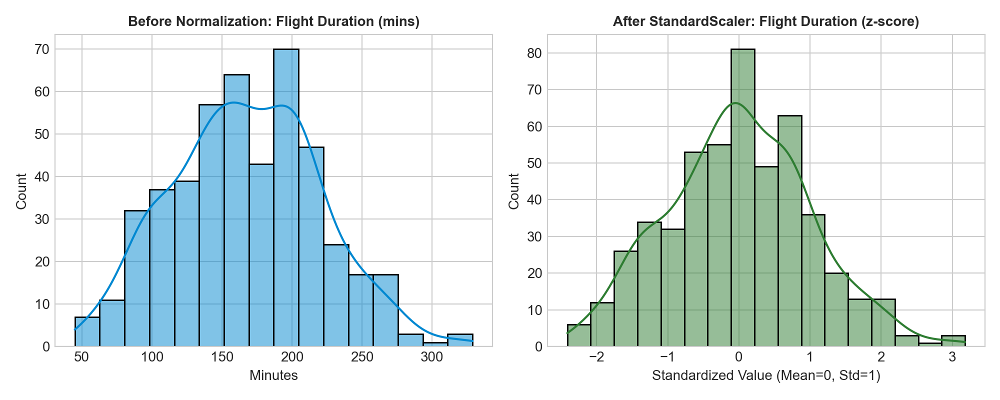 Before Normalization: Flight Duration (mins)
70
60
50
40
30
20
10
0
Count
50 100 150 200 250 300
Minutes
After StandardScaler: Flight Duration (z-score)
80
70
60
50
40
30
20
10
0
Count
−2 −1 0 1 2 3
Standardized Value (Mean=0, Std=1)